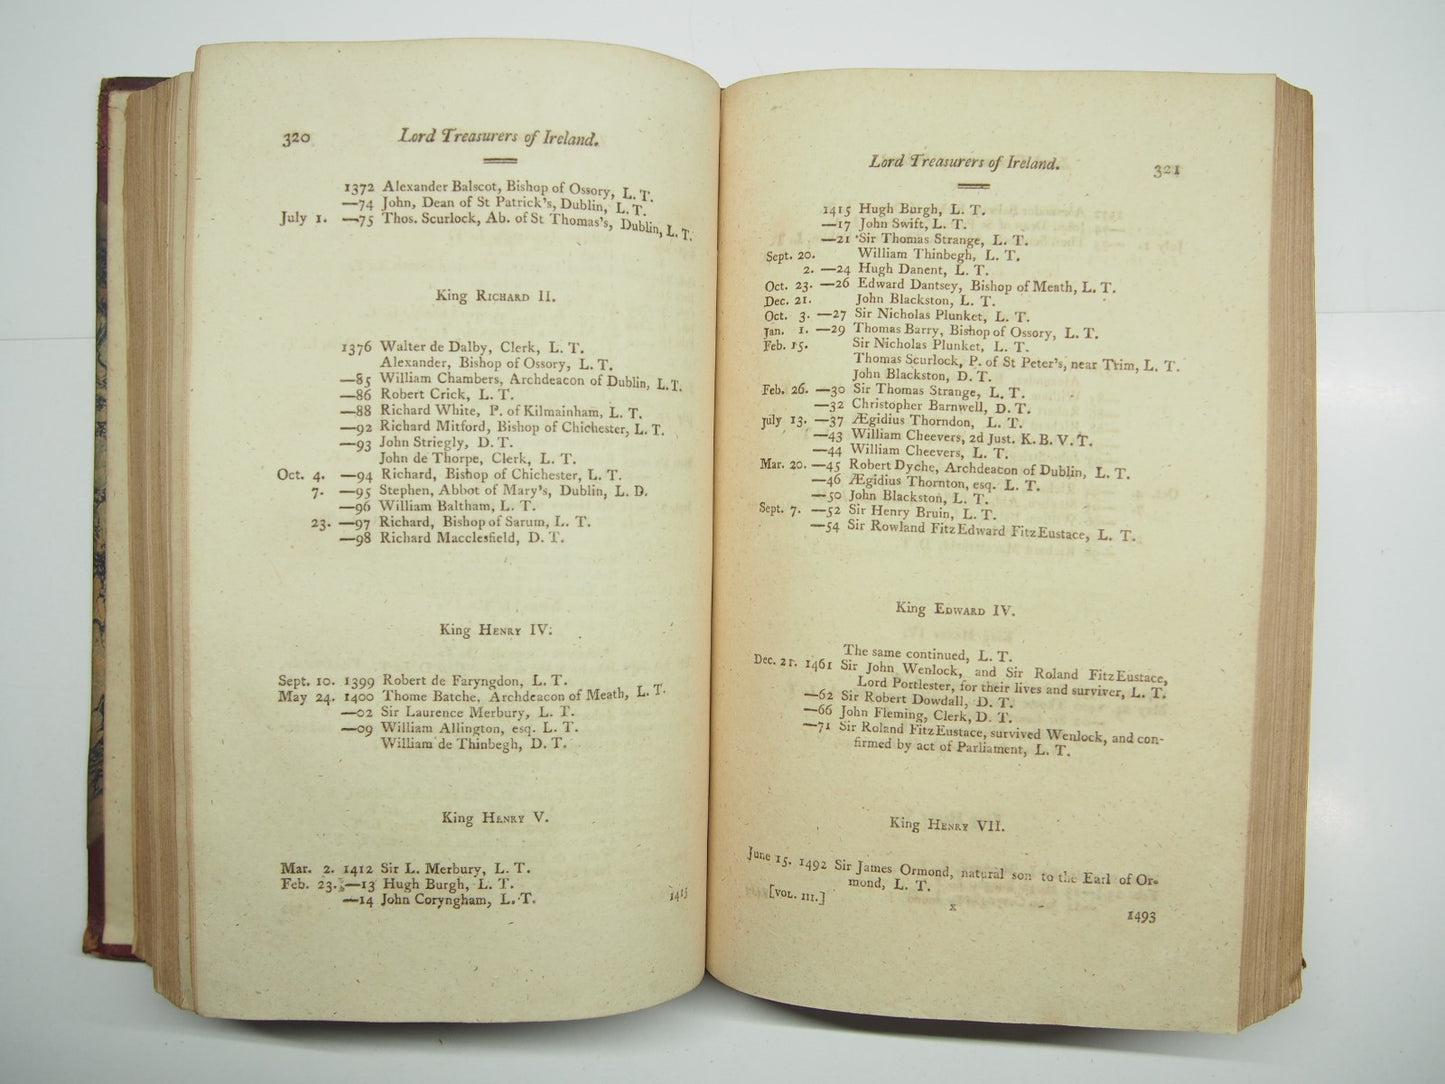 320
Lord Treasurers of Ireland.
1372 Alexander Balscot, Bishop of Ossory, L. T.
—74 John, Dean of St Patrick's, Dublin, L. T.
July 1. —75 Thos. Scurlock, Ab. of St Thomas's, Dublin, L. T.
King RICHARD II.
1376 Walter de Dalby, Clerk, L. T.
Alexander, Bishop of Ossory, L. T.
—85 William Chambers, Archdeacon of Dublin, L. T.
—86 Robert Crick, L. T.
—88 Richard White, P. of Kilmainham, L. T.
—92 Richard Mitford, Bishop of Chichester, L. T.
—93 John Striegly, D. T.
John de Thorpe, Clerk, L. T.
Oct. 4. —94 Richard, Bishop of Chichester, L. T.
7. —95 Stephen, Abbot of Mary's, Dublin, L. D.
—96 William Baltham, L. T.
23. —97 Richard, Bishop of Sarum, L. T.
—98 Richard Macclesfield, D. T.
King HENRY IV.
Sept. 10. 1399 Robert de Faryngdon, L. T.
May 24. 1400 Thome Batche, Archdeacon of Meath, L. T.
—02 Sir Laurence Merbury, L. T.
—09 William Allington, esq. L. T.
William de Thinbegh, D. T.
King HENRY V.
Mar. 2. 1412 Sir L. Merbury, L. T.
Feb. 23. —13 Hugh Burgh, L. T.
—14 John Coryngham, L. T.
1415
Lord Treasurers of Ireland.
321
1415 Hugh Burgh, L. T.
—17 John Swift, L. T.
—21 Sir Thomas Strange, L. T.
Sept. 20. William Thinbegh, L. T.
2. —24 Hugh Danent, L. T.
Oct. 23. —26 Edward Dantsey, Bishop of Meath, L. T.
Dec. 21. John Blackston, L. T.
Oct. 3. —27 Sir Nicholas Plunket, L. T.
Jan. 1. —29 Thomas Barry, Bishop of Ossory, L. T.
Feb. 15. Sir Nicholas Plunket, L. T.
Thomas Scurlock, P. of St Peter's, near Trim, L. T.
John Blackston, D. T.
Feb. 26. —30 Sir Thomas Strange, L. T.
—32 Christopher Barnwell, D. T.
July 13. —37 Ægidius Thorndon, L. T.
—43 William Cheevers, 2d Just. K. B. V. T.
—44 William Cheevers, L. T.
Mar. 20. —45 Robert Dyche, Archdeacon of Dublin, L. T.
—46 Ægidius Thornton, esq. L. T.
—50 John Blackston, L. T.
Sept. 7. —52 Sir Henry Bruin, L. T.
—54 Sir Rowland FitzEdward FitzEustace, L. T.
King EDWARD IV.
The same continued, L. T.
Dec. 21. 1461 Sir John Wenlock, and Sir Roland FitzEustace,
Lord Portlester, for their lives and surviver, L. T.
—62 Sir Robert Dowdall, D. T.
—66 John Fleming, Clerk, D. T.
—71 Sir Roland FitzEustace, survived Wenlock, and con-
firmed by act of Parliament, L. T.
King HENRY VII.
June 15. 1492 Sir James Ormond, natural son to the Earl of Or-
mond, L. T.
[VOL. III.]
X
1493